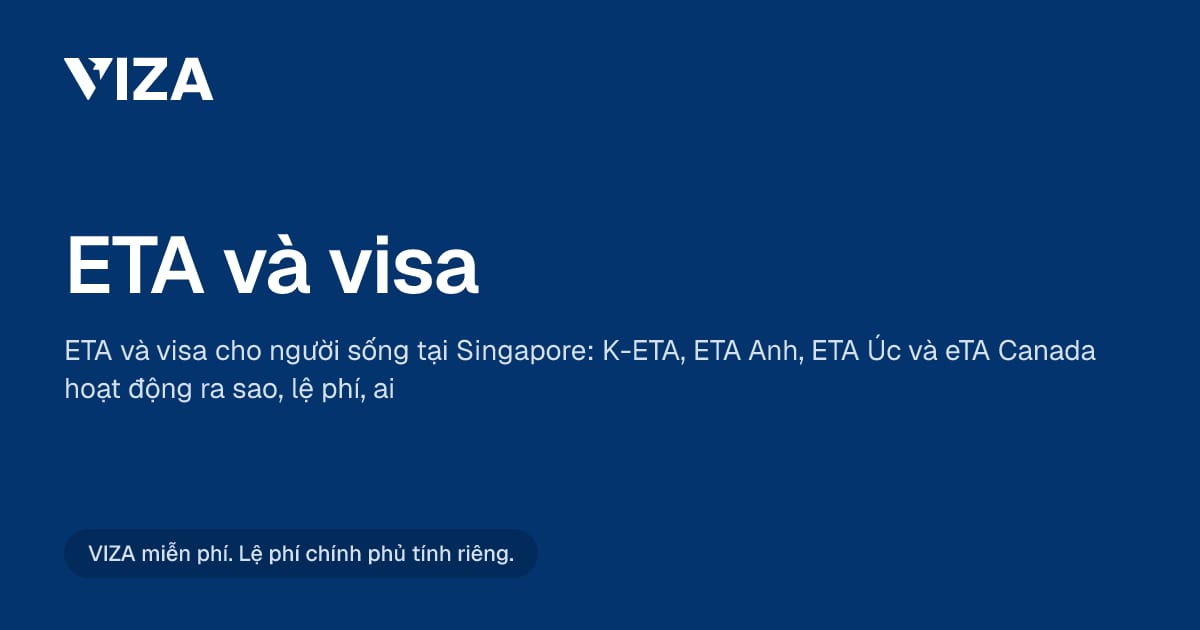 VIZA
ETA và visa
ETA và visa cho người sống tại Singapore: K-ETA, ETA Anh, ETA Úc và eTA Canada
hoạt động ra sao, lệ phí, ai
VIZA miễn phí. Lệ phí chính phủ tính riêng.